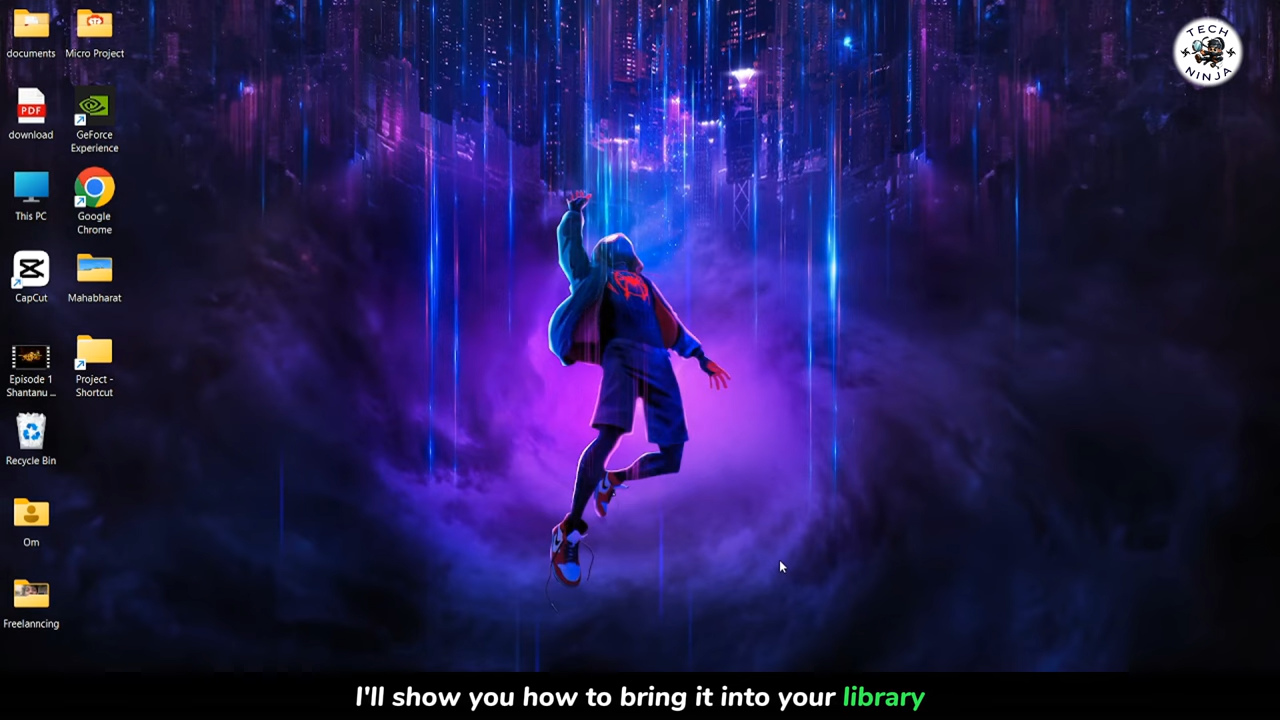 documents
Micro Project
TECH
NINJA
PDF
download
GeForce
Experience
This PC
Google
Chrome
CapCut
Mahabharat
Episode 1
Shantanu ...
Project -
Shortcut
Recycle Bin
Om
Freelanncing
I'll show you how to bring it into your library